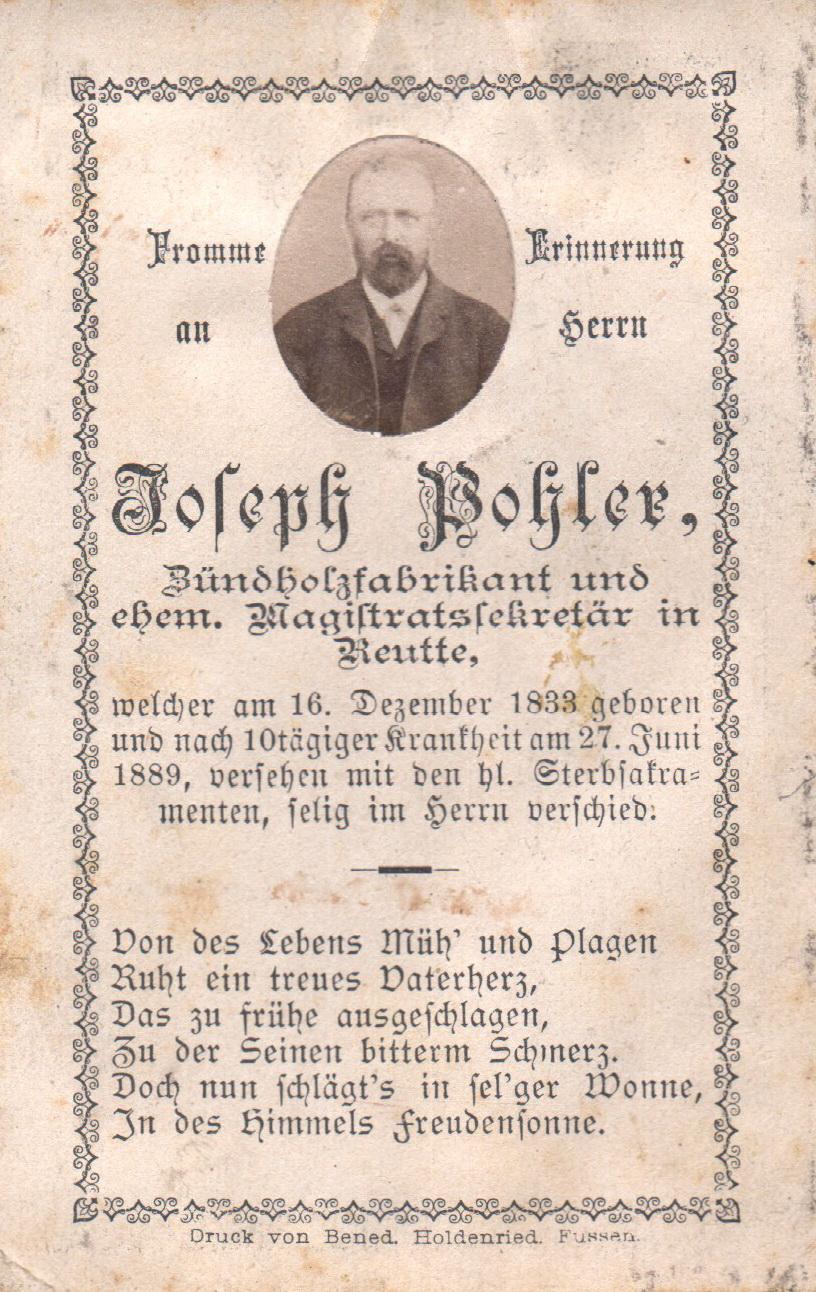 Fromme Erinnerung
an Herrn
Joseph Pohler,
Zündholzfabrikant und
ehem. Magistratssekretär in
Reutte,
welcher am 16. Dezember 1833 geboren
und nach 10tägiger Krankheit am 27. Juni
1889, versehen mit den hl. Sterbsakra-
menten, selig im Herrn verschied.
Von des Lebens Müh' und Plagen
Ruht ein treues Vaterherz,
Das zu frühe ausgeschlagen,
Zu der Seinen bitterm Schmerz.
Doch nun schlägt's in sel'ger Wonne,
In des Himmels Freudensonne.
Druck von Bened. Holdenried. Füssen.